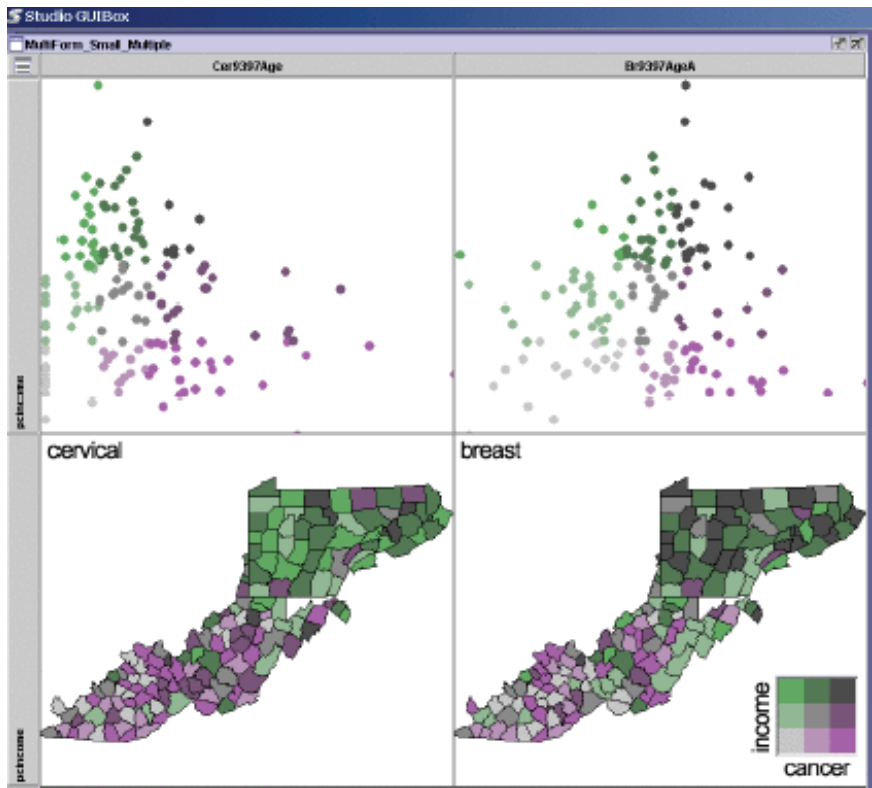 Studio GUIBox
MultiForm_Small_Multiple
Cer9397Age
Br9397AgeA
pcincome
cervical
breast
pcincome
income
cancer